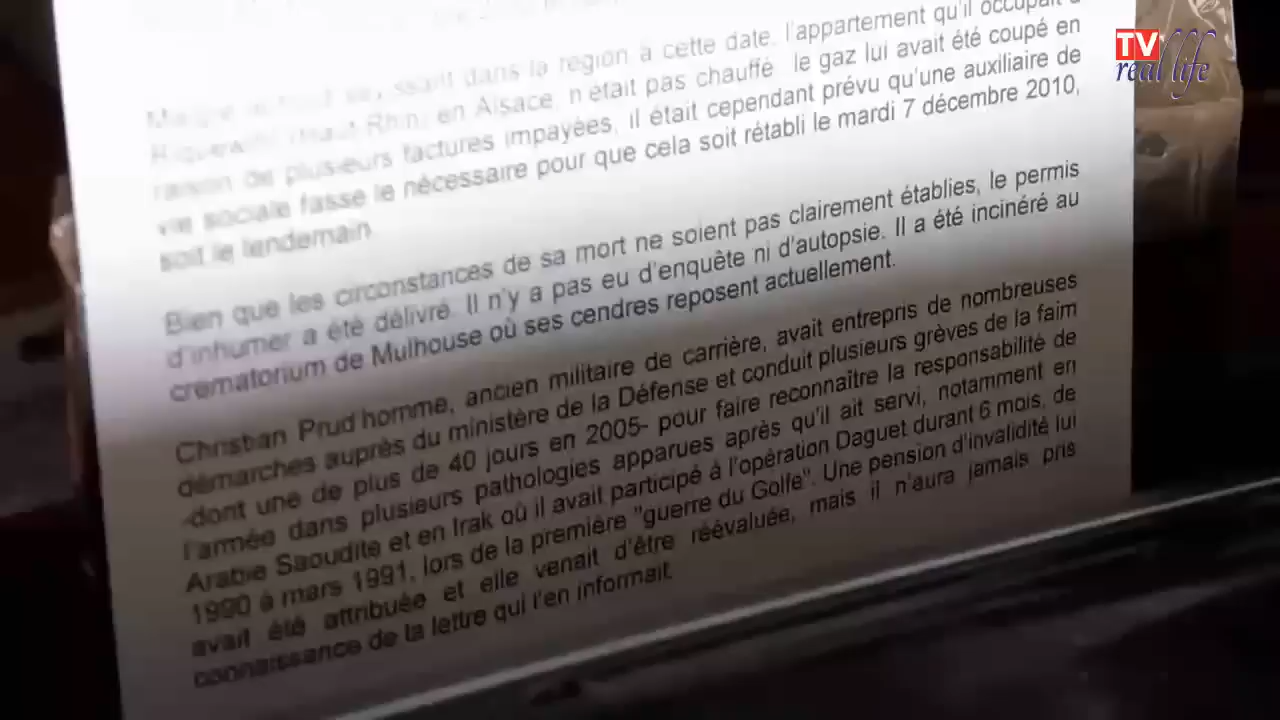 dans la région à cette date, l'appartement qu'il occupait à
(Haut Rhin) en Alsace, n'était pas chauffé le gaz lui avait été coupé en
raison de plusieurs factures impayées, il était cependant prévu qu'une auxiliaire de
vie sociale fasse le nécessaire pour que cela soit rétabli le mardi 7 décembre 2010,
soit le lendemain.
Bien que les circonstances de sa mort ne soient pas clairement établies, le permis
d'inhumer a été délivré. Il n'y a pas eu d'enquête ni d'autopsie. Il a été incinéré au
crematorium de Mulhouse où ses cendres reposent actuellement.
Christian Prud'homme, ancien militaire de carrière, avait entrepris de nombreuses
démarches auprès du ministère de la Défense et conduit plusieurs grèves de la faim
-dont une de plus de 40 jours en 2005- pour faire reconnaître la responsabilité de
l'armée dans plusieurs pathologies apparues après qu'il ait servi, notamment en
Arabie Saoudite et en Irak où il avait participé à l'opération Daguet durant 6 mois, de
1990 à mars 1991, lors de la première "guerre du Golfe". Une pension d'invalidité lui
avait été attribuée et elle venait d'être réévaluée, mais il n'aura jamais pris
connaissance de la lettre qui l'en informait.
TV
real life